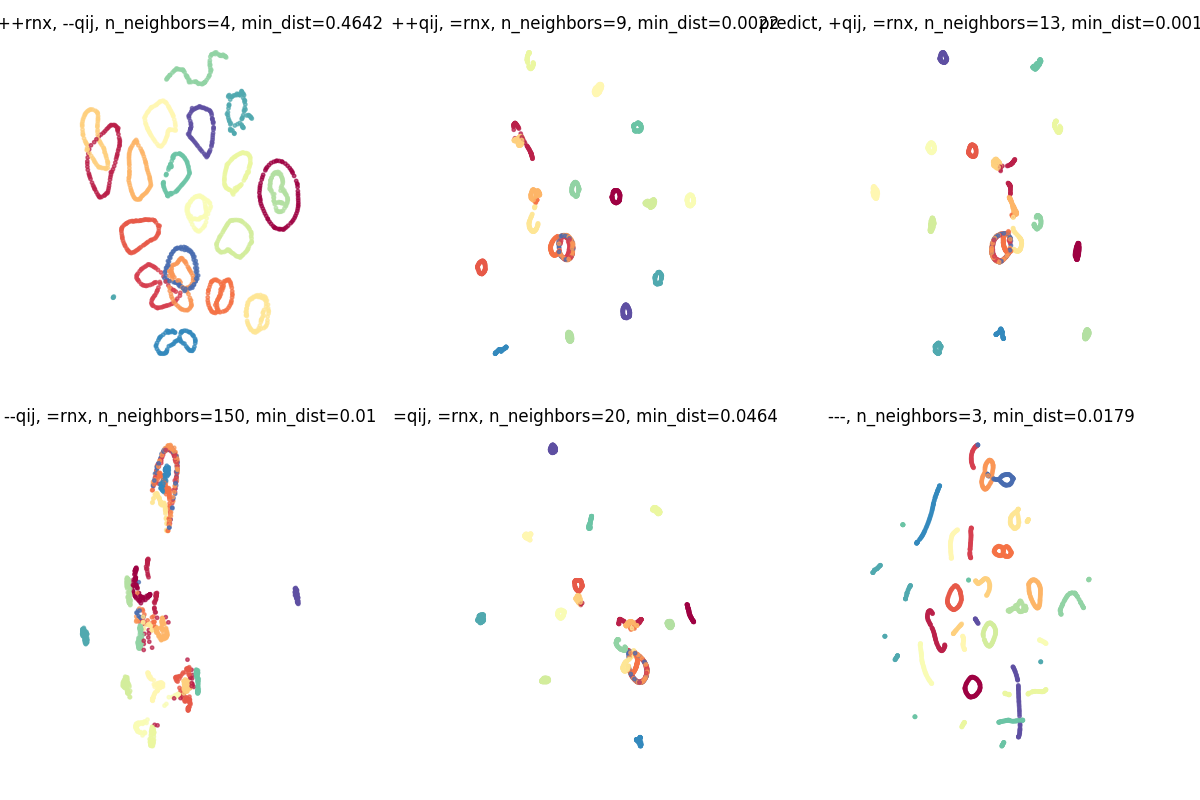 ++rnx, --qij, n_neighbors=4, min_dist=0.4642
++qij, =rnx, n_neighbors=9, min_dist=0.0022
predict, +qij, =rnx, n_neighbors=13, min_dist=0.001
--qij, =rnx, n_neighbors=150, min_dist=0.01
=qij, =rnx, n_neighbors=20, min_dist=0.0464
---, n_neighbors=3, min_dist=0.0179